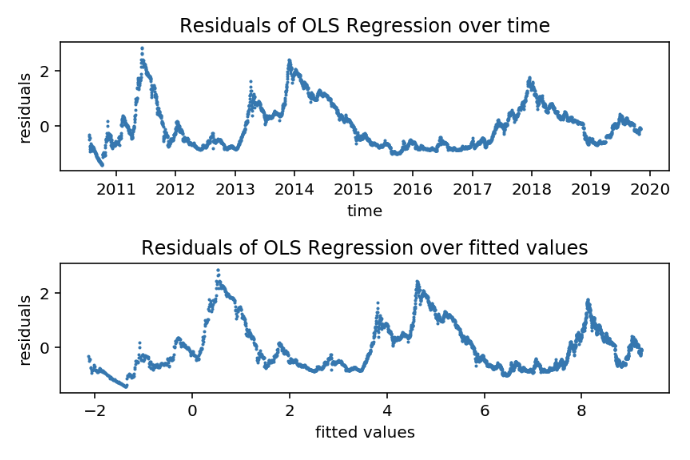 Residuals of OLS Regression over time
residuals
2
0
2011 2012 2013 2014 2015 2016 2017 2018 2019 2020
time
Residuals of OLS Regression over fitted values
residuals
2
0
−2 0 2 4 6 8
fitted values